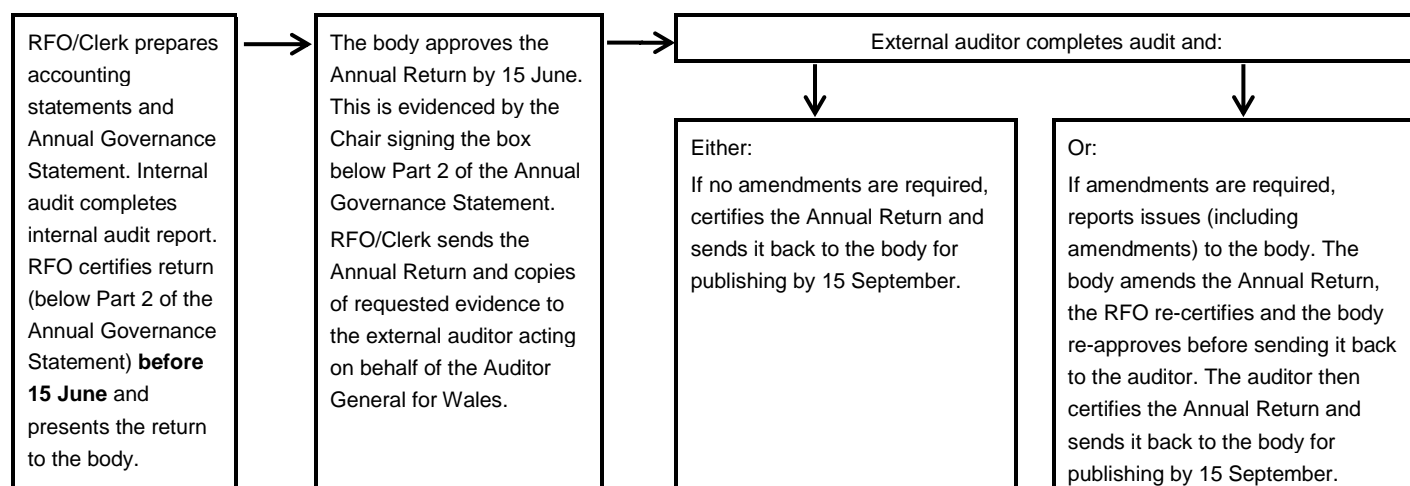 RFO/Clerk prepares
accounting
statements and
Annual Governance
Statement. Internal
audit completes
internal audit report.
RFO certifies return
(below Part 2 of the
Annual Governance
Statement) before
15 June and
presents the return
to the body.
The body approves the
Annual Return by 15 June.
This is evidenced by the
Chair signing the box
below Part 2 of the Annual
Governance Statement.
RFO/Clerk sends the
Annual Return and copies
of requested evidence to
the external auditor acting
on behalf of the Auditor
General for Wales.
External auditor completes audit and:
Either:
If no amendments are required,
certifies the Annual Return and
sends it back to the body for
publishing by 15 September.
Or:
If amendments are required,
reports issues (including
amendments) to the body. The
body amends the Annual Return,
the RFO re-certifies and the body
re-approves before sending it back
to the auditor. The auditor then
certifies the Annual Return and
sends it back to the body for
publishing by 15 September.